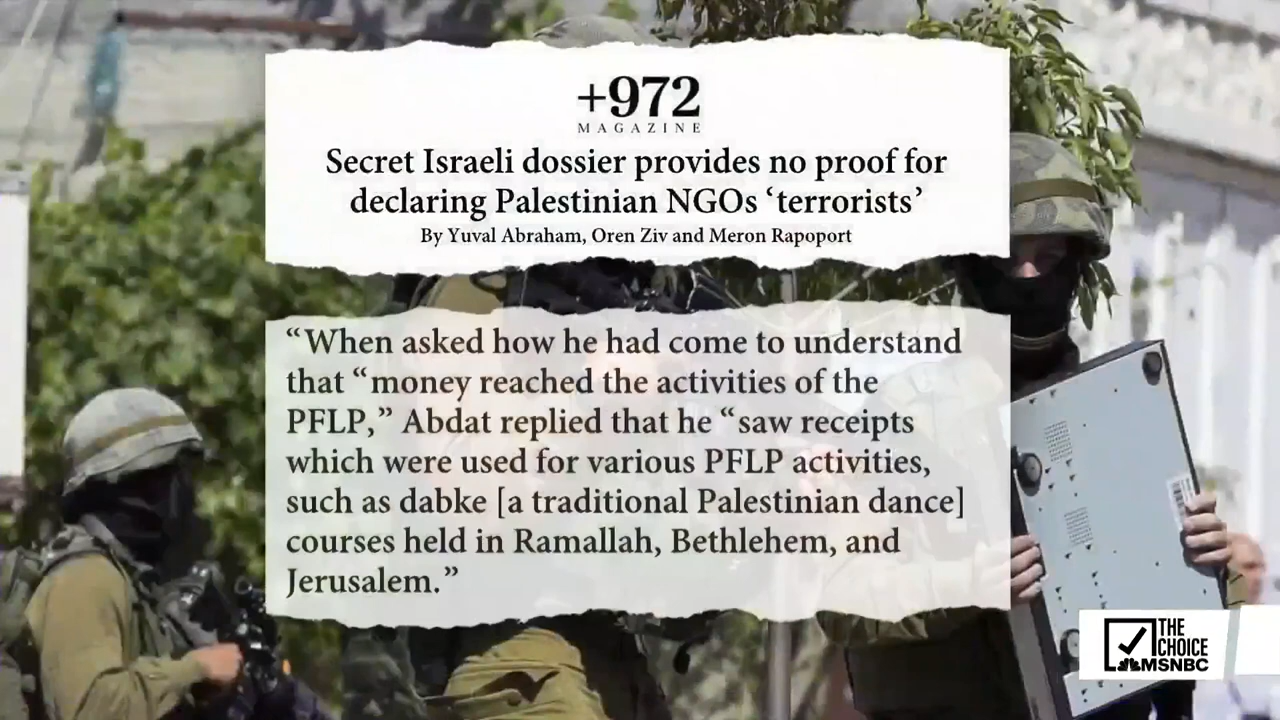 +972
MAGAZINE
Secret Israeli dossier provides no proof for
declaring Palestinian NGOs ‘terrorists’
By Yuval Abraham, Oren Ziv and Meron Rapoport
“When asked how he had come to understand
that “money reached the activities of the
PFLP,” Abdat replied that he “saw receipts
which were used for various PFLP activities,
such as dabke [a traditional Palestinian dance]
courses held in Ramallah, Bethlehem, and
Jerusalem.”
THE
CHOICE
MSNBC